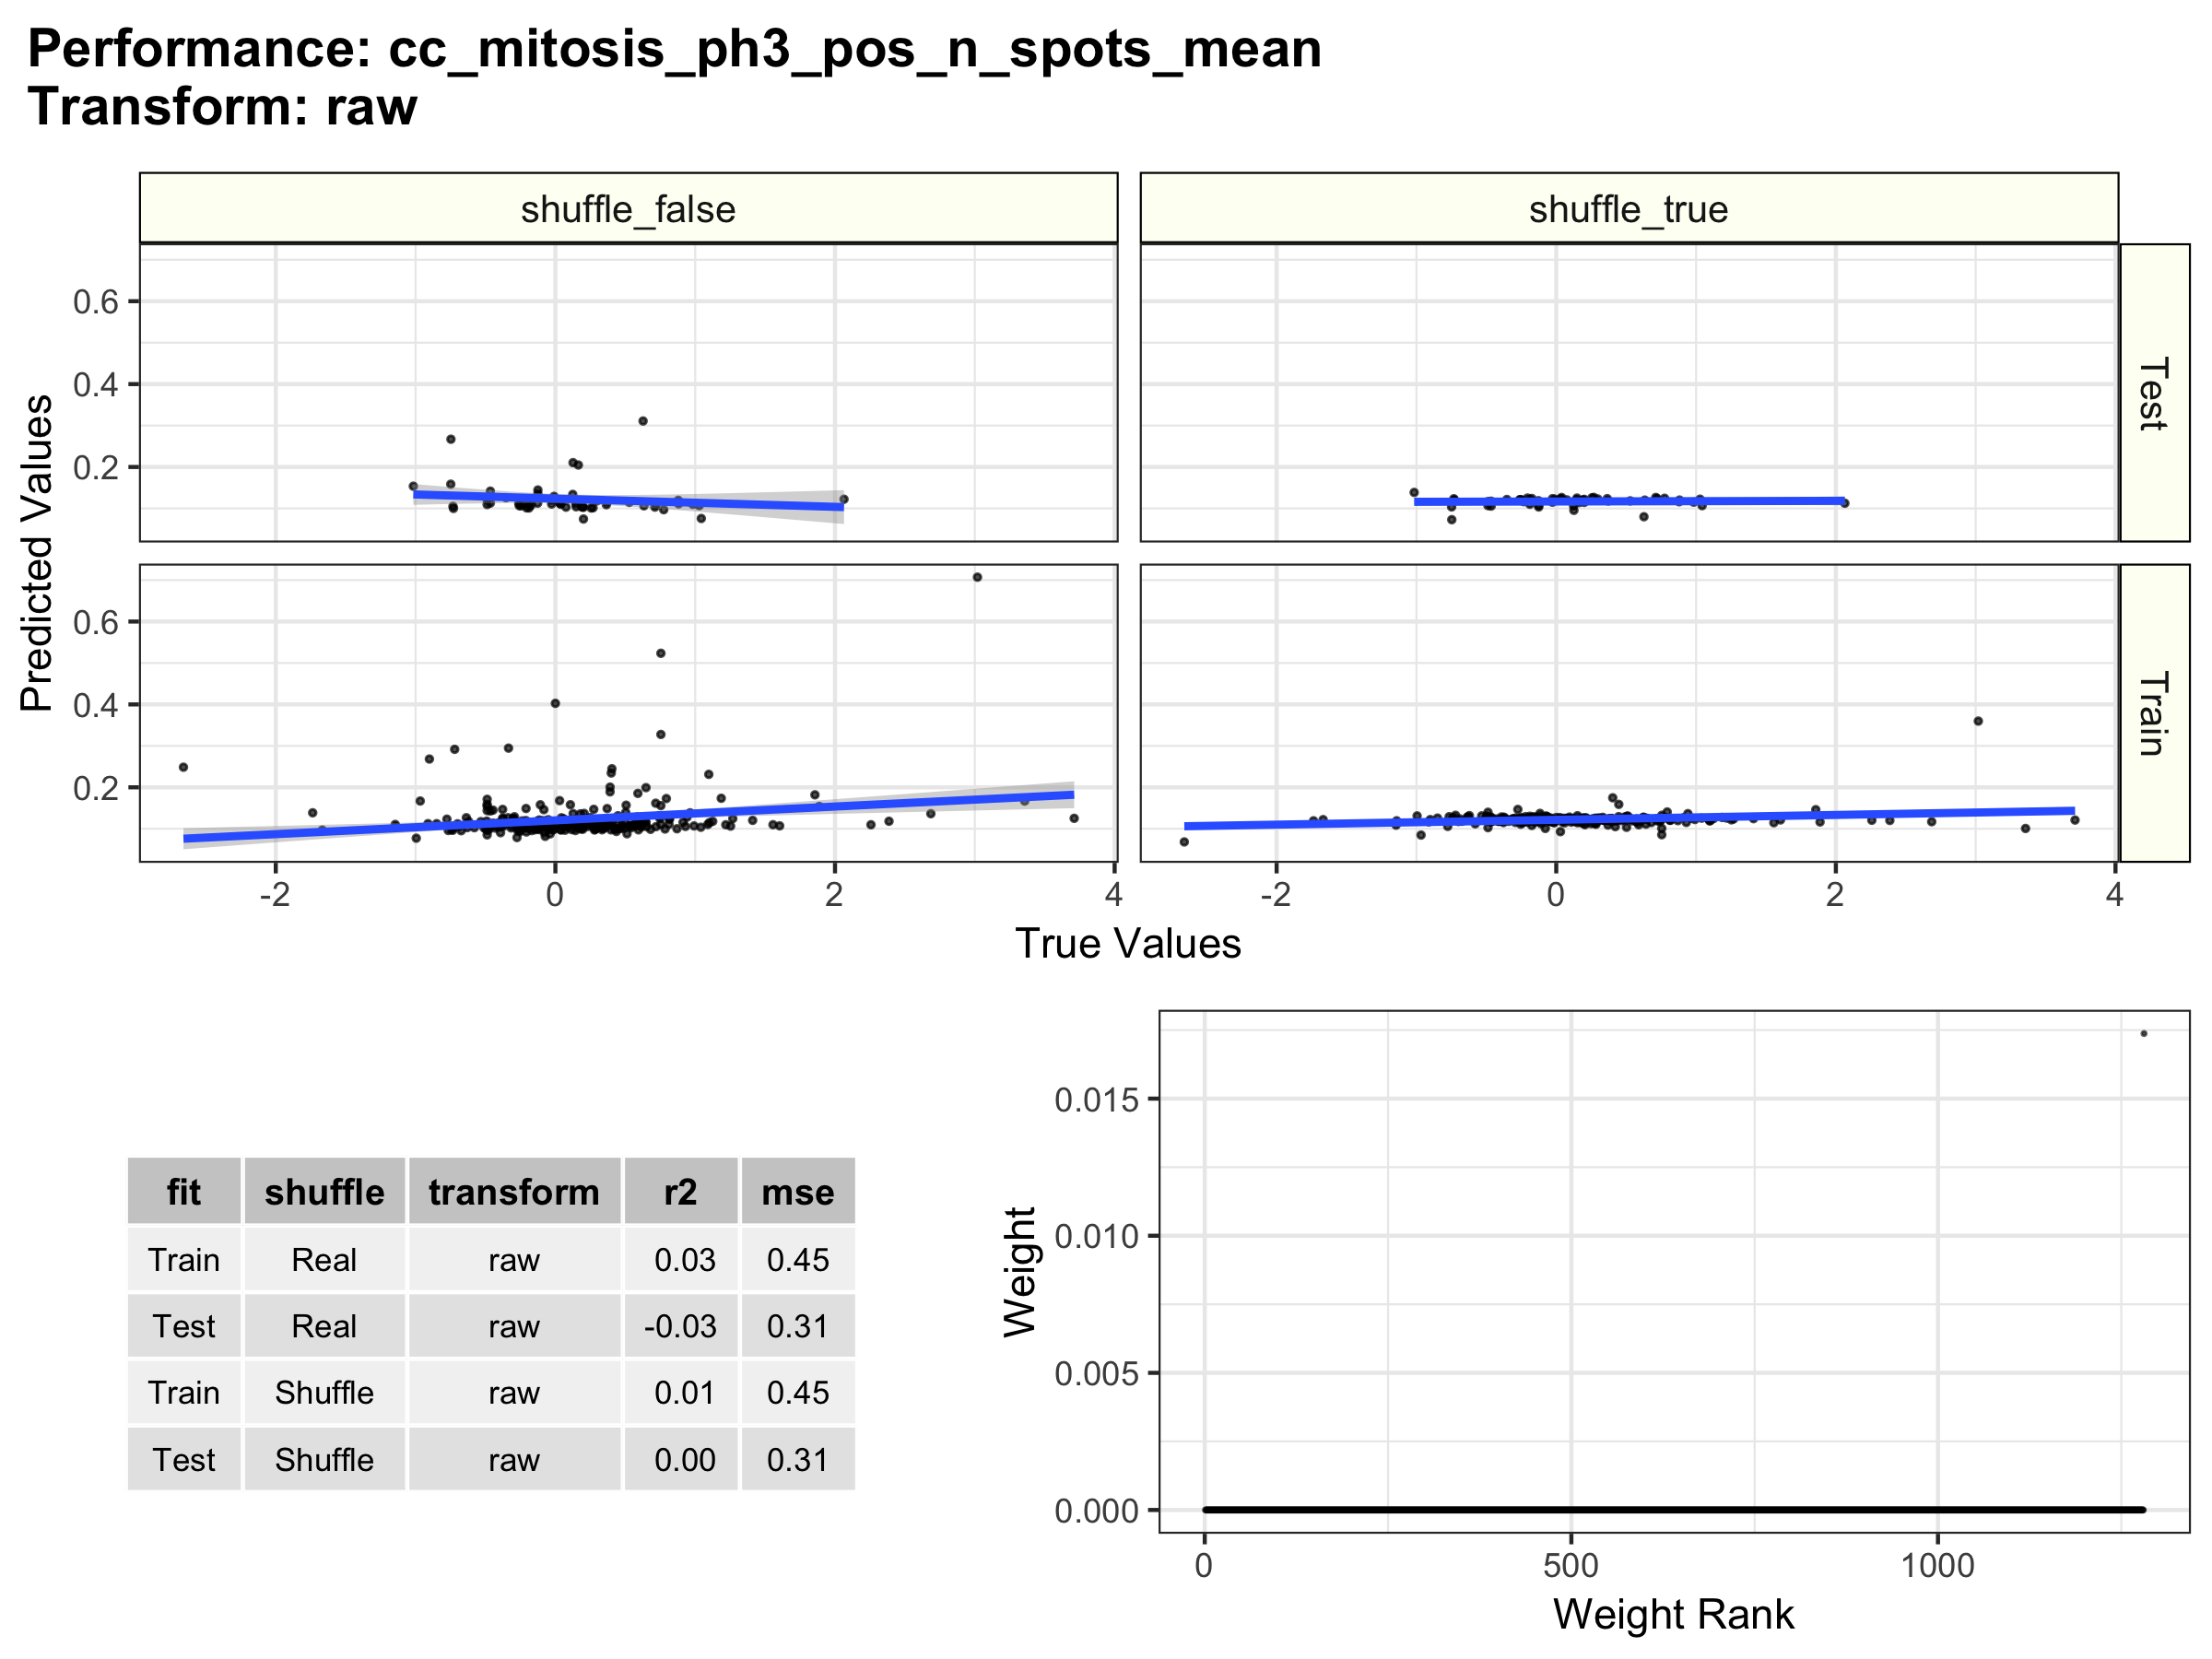 Performance: cc_mitosis_ph3_pos_n_spots_mean
Transform: raw
shuffle_false
shuffle_true
0.6
0.4
0.2
Test
0.6
0.4
0.2
Train
Predicted Values
-2 0 2 4
-2 0 2 4
True Values
fit shuffle transform r2 mse
Train Real raw 0.03 0.45
Test Real raw -0.03 0.31
Train Shuffle raw 0.01 0.45
Test Shuffle raw 0.00 0.31
Weight
0.015
0.010
0.005
0.000
0 500 1000
Weight Rank